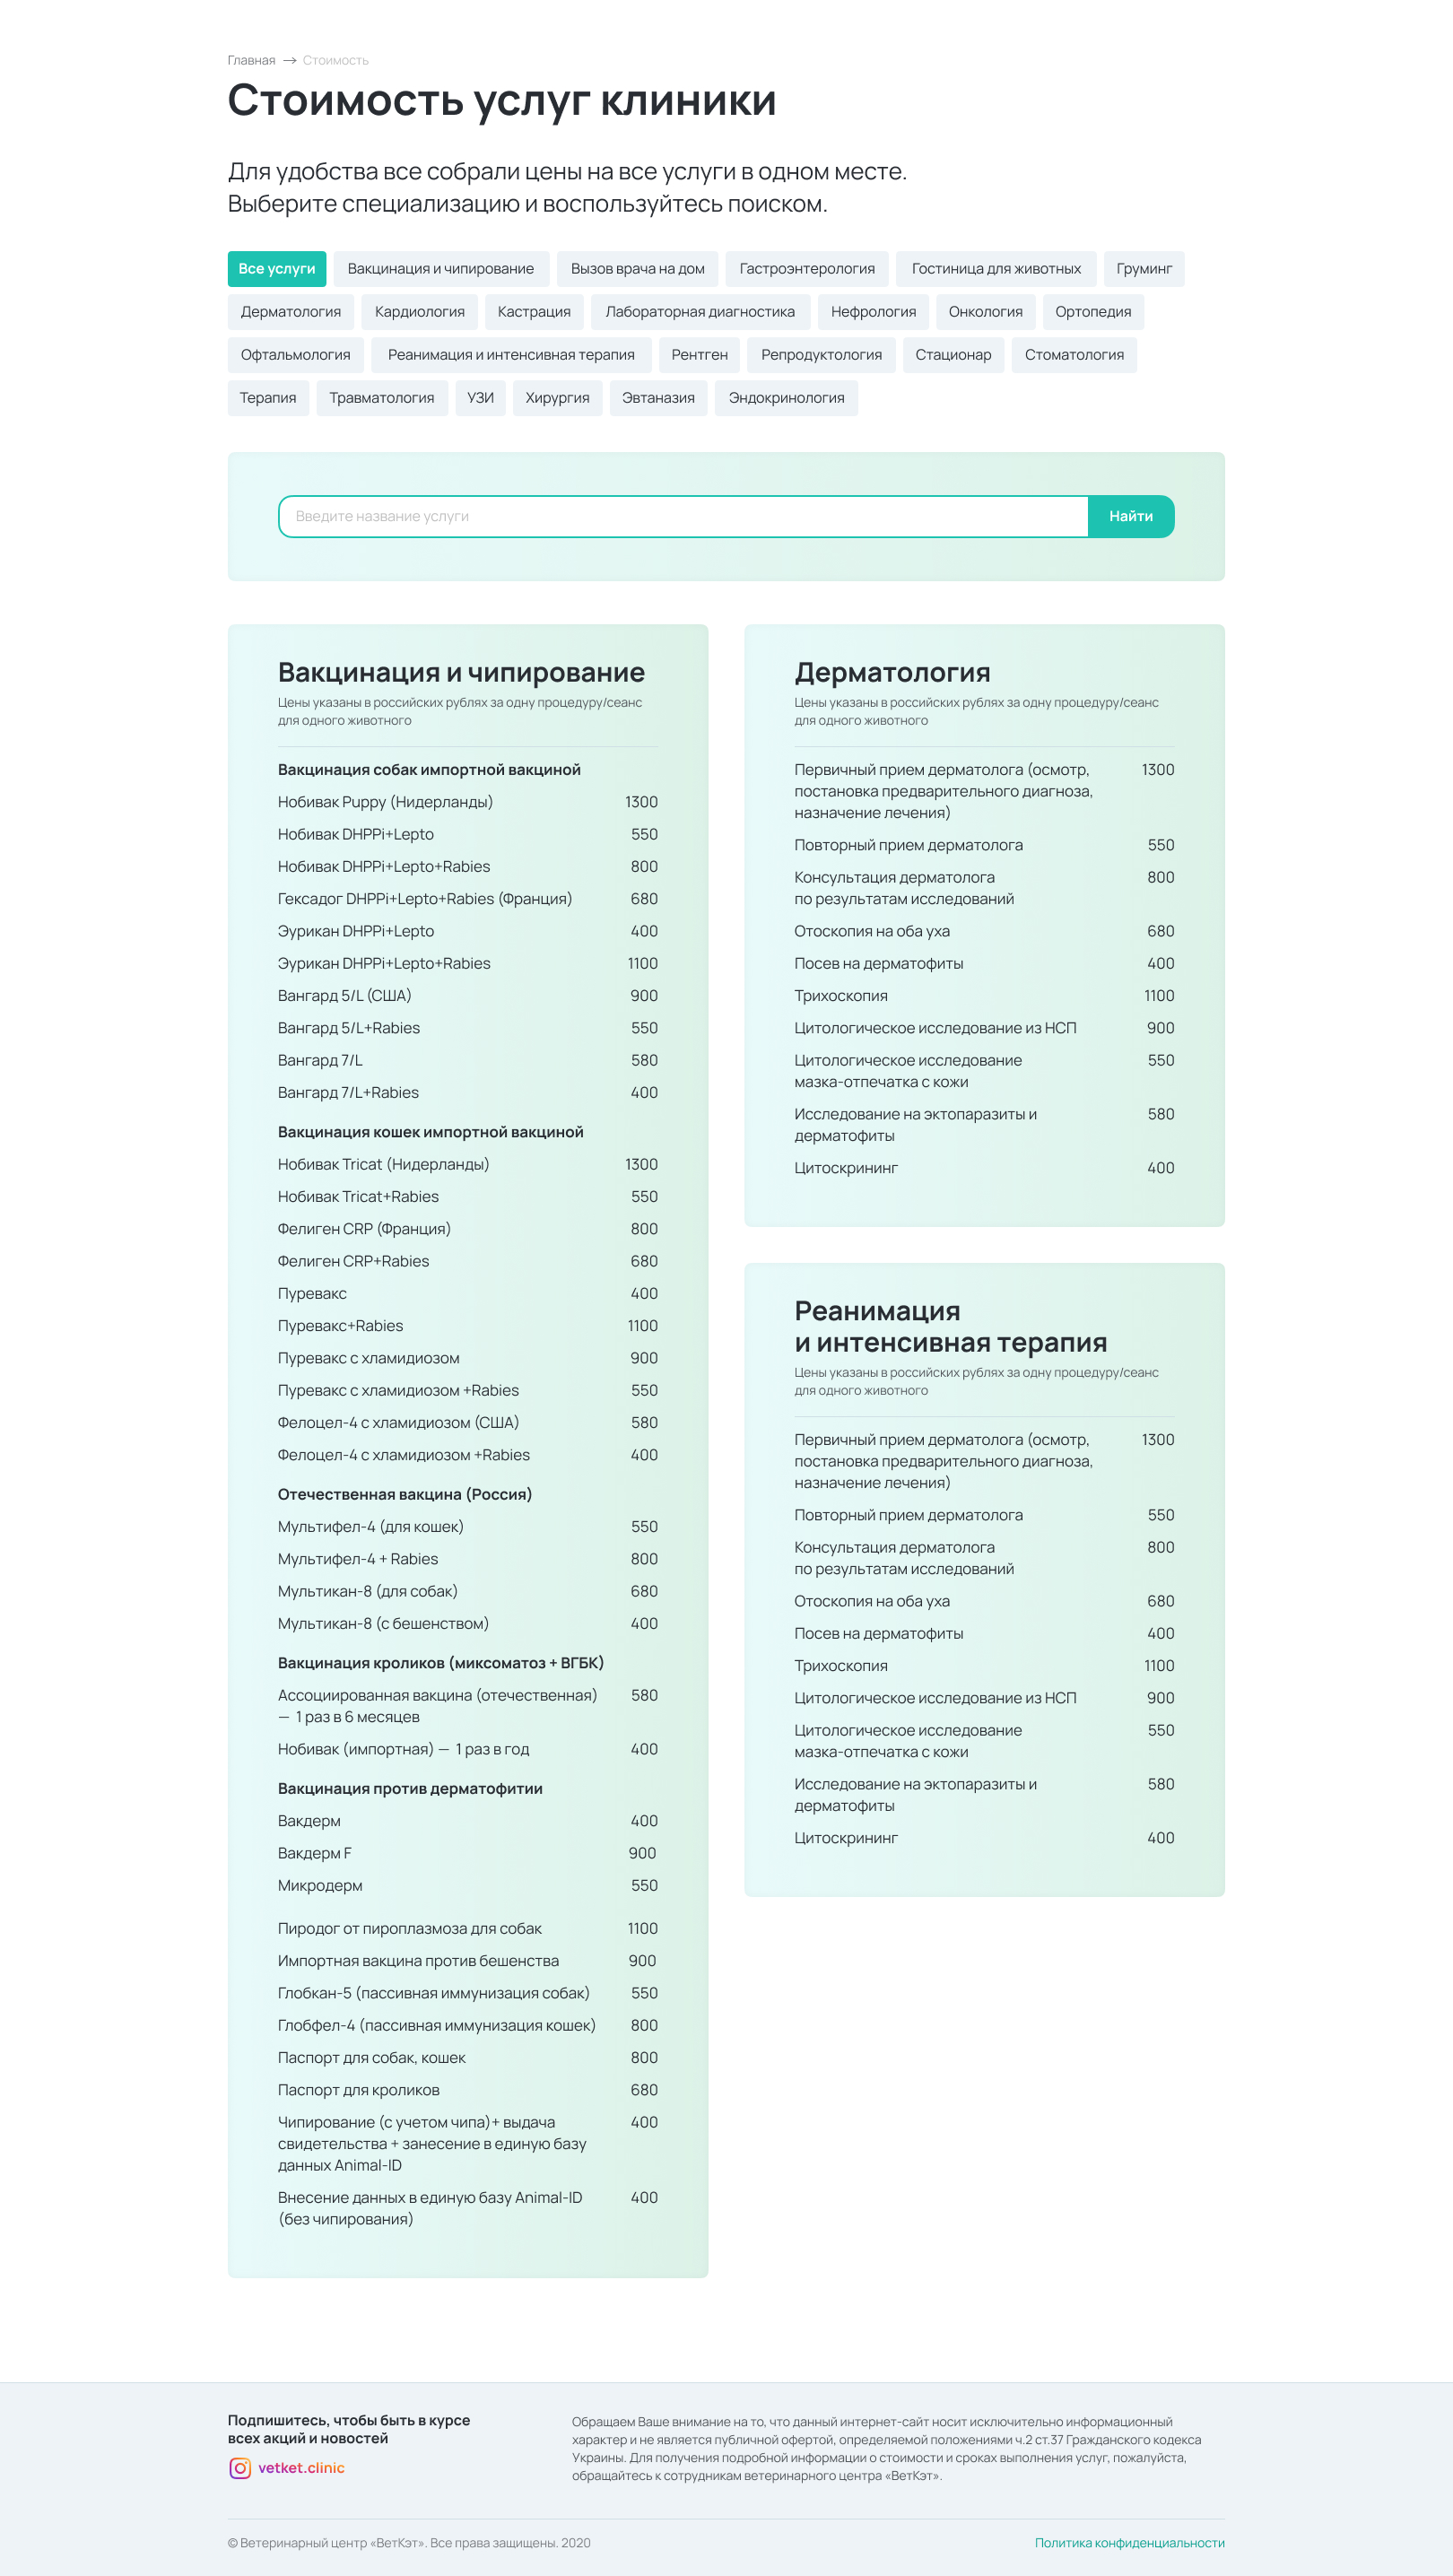 Главная → Стоимость
Стоимость услуг клиники
Для удобства все собрали цены на все услуги в одном месте.
Выберите специализацию и воспользуйтесь поиском.
Все услуги Вакцинация и чипирование Вызов врача на дом Гастроэнтерология Гостиница для животных Груминг
Дерматология Кардиология Кастрация Лабораторная диагностика Нефрология Онкология Ортопедия
Офтальмология Реанимация и интенсивная терапия Рентген Репродуктология Стационар Стоматология
Терапия Травматология УЗИ Хирургия Эвтаназия Эндокринология
Введите название услуги Найти
Вакцинация и чипирование
Цены указаны в российских рублях за одну процедуру/сеанс
для одного животного
Вакцинация собак импортной вакциной
Нобивак Puppy (Нидерланды) 1300
Нобивак DHPPi+Lepto 550
Нобивак DHPPi+Lepto+Rabies 800
Гексадог DHPPi+Lepto+Rabies (Франция) 680
Эурикан DHPPi+Lepto 400
Эурикан DHPPi+Lepto+Rabies 1100
Вангард 5/L (США) 900
Вангард 5/L+Rabies 550
Вангард 7/L 580
Вангард 7/L+Rabies 400
Вакцинация кошек импортной вакциной
Нобивак Tricat (Нидерланды) 1300
Нобивак Tricat+Rabies 550
Фелиген CRP (Франция) 800
Фелиген CRP+Rabies 680
Пуревакс 400
Пуревакс+Rabies 1100
Пуревакс с хламидиозом 900
Пуревакс с хламидиозом +Rabies 550
Фелоцел-4 с хламидиозом (США) 580
Фелоцел-4 с хламидиозом +Rabies 400
Отечественная вакцина (Россия)
Мультифел-4 (для кошек) 550
Мультифел-4 + Rabies 800
Мультикан-8 (для собак) 680
Мультикан-8 (с бешенством) 400
Вакцинация кроликов (миксоматоз + ВГБК)
Ассоциированная вакцина (отечественная) 580
— 1 раз в 6 месяцев
Нобивак (импортная) — 1 раз в год 400
Вакцинация против дерматофитии
Вакдерм 400
Вакдерм F 900
Микродерм 550
Пиродог от пироплазмоза для собак 1100
Импортная вакцина против бешенства 900
Глобкан-5 (пассивная иммунизация собак) 550
Глобфел-4 (пассивная иммунизация кошек) 800
Паспорт для собак, кошек 800
Паспорт для кроликов 680
Чипирование (с учетом чипа)+ выдача 400
свидетельства + занесение в единую базу
данных Animal-ID
Внесение данных в единую базу Animal-ID 400
(без чипирования)
Дерматология
Цены указаны в российских рублях за одну процедуру/сеанс
для одного животного
Первичный прием дерматолога (осмотр, 1300
постановка предварительного диагноза,
назначение лечения)
Повторный прием дерматолога 550
Консультация дерматолога 800
по результатам исследований
Отоскопия на оба уха 680
Посев на дерматофиты 400
Трихоскопия 1100
Цитологическое исследование из НСП 900
Цитологическое исследование 550
мазка-отпечатка с кожи
Исследование на эктопаразиты и 580
дерматофиты
Цитоскрининг 400
Реанимация
и интенсивная терапия
Цены указаны в российских рублях за одну процедуру/сеанс
для одного животного
Первичный прием дерматолога (осмотр, 1300
постановка предварительного диагноза,
назначение лечения)
Повторный прием дерматолога 550
Консультация дерматолога 800
по результатам исследований
Отоскопия на оба уха 680
Посев на дерматофиты 400
Трихоскопия 1100
Цитологическое исследование из НСП 900
Цитологическое исследование 550
мазка-отпечатка с кожи
Исследование на эктопаразиты и 580
дерматофиты
Цитоскрининг 400
Подпишитесь, чтобы быть в курсе
всех акций и новостей
vetket.clinic
Обращаем Ваше внимание на то, что данный интернет-сайт носит исключительно информационный
характер и не является публичной офертой, определяемой положениями ч.2 ст.37 Гражданского кодекса
Украины. Для получения подробной информации о стоимости и сроках выполнения услуг, пожалуйста,
обращайтесь к сотрудникам ветеринарного центра «ВетКэт».
© Ветеринарный центр «ВетКэт». Все права защищены. 2020
Политика конфиденциальности